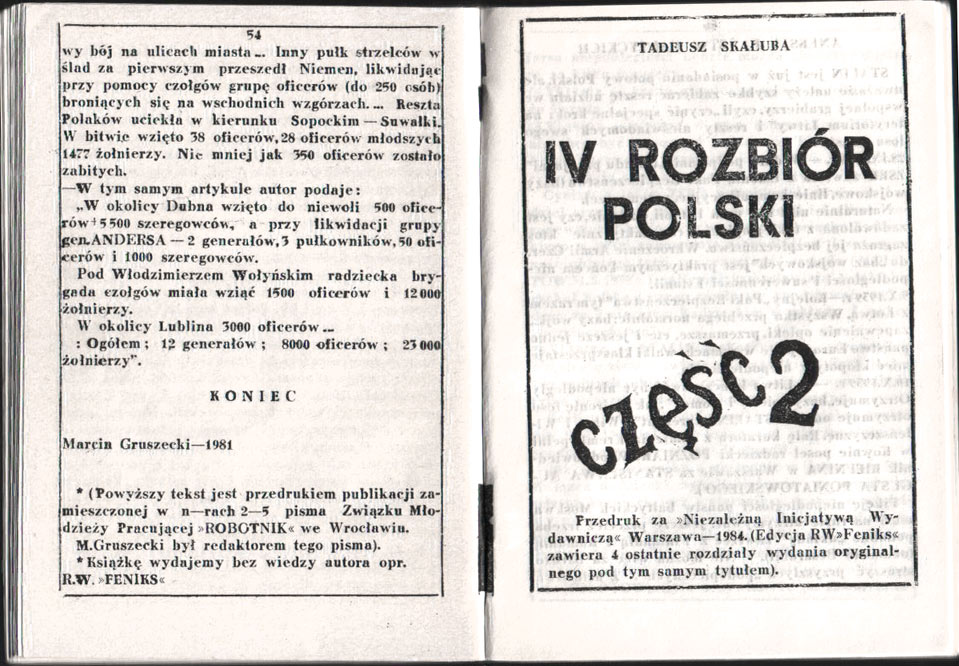 54
wy bój na ulicach miasta... Inny pułk strzelców w
ślad za pierwszym przeszedł Niemen, likwidując
przy pomocy czołgów grupę oficerów (do 250 osób)
broniących się na wschodnich wzgórzach.... Reszta
Polaków uciekła w kierunku Sopockim — Suwałki.
W bitwie wzięto 38 oficerów, 28 oficerów młodszych
1477 żołnierzy. Nie mniej jak 350 oficerów zostało
zabitych.
—W tym samym artykule autor podaje:
„W okolicy Dubna wzięto do niewoli 500 ofice-
rów+5500 szeregowców, a przy likwidacji grupy
gen.ANDERSA — 2 generałów, 3 pułkowników, 50 ofi-
cerów i 1000 szeregowców.
Pod Włodzimierzem Wołyńskim radziecka bry-
gada czołgów miała wziąć 1500 oficerów i 12000
żołnierzy.
W okolicy Lublina 3000 oficerów...
: Ogółem ; 12 generałów ; 8000 oficerów ; 23000
żołnierzy".
KONIEC
Marcin Gruszecki—1981
* (Powyższy tekst jest przedrukiem publikacji za-
mieszczonej w n—rach 2—5 pisma Związku Mło-
dzieży Pracującej »ROBOTNIK« we Wrocławiu.
M.Gruszecki był redaktorem tego pisma).
*Książkę wydajemy bez wiedzy autora opr.
R.W. »FENIKS«
TADEUSZ SKAŁUBA
IV ROZBIÓR
POLSKI
CZĘŚĆ 2
Przedruk za »Niezależną Inicjatywą Wy-
dawniczą« Warszawa—1984. (Edycja RW»Feniks«
zawiera 4 ostatnie rozdziały wydania oryginal-
nego pod tym samym tytułem).